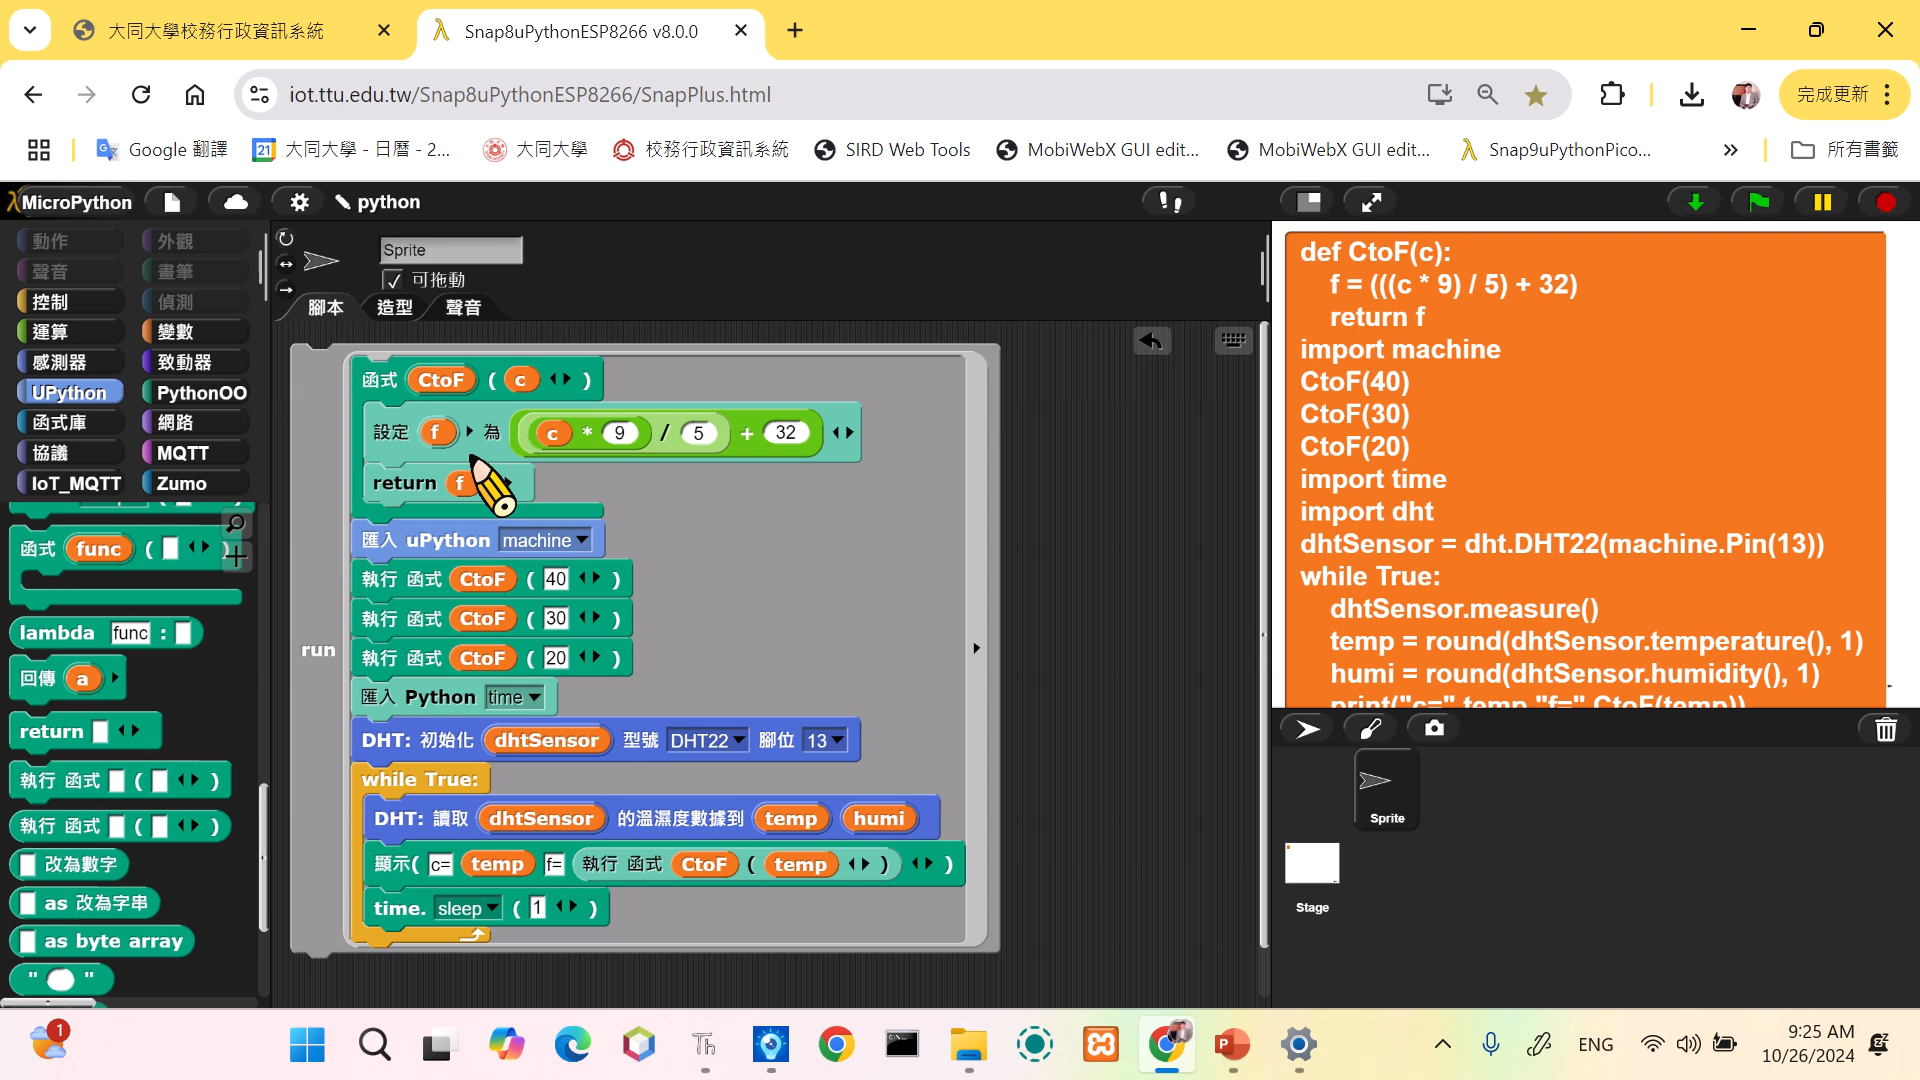 大同大學校務行政資訊系統
Snap8uPythonESP8266 v8.0.0
iot.ttu.edu.tw/Snap8uPythonESP8266/SnapPlus.html
完成更新
Google 翻譯
21
大同大學 - 日曆 - 2...
大同大學
校務行政資訊系統
SIRD Web Tools
MobiWebX GUI edit...
MobiWebX GUI edit...
Snap9uPythonPico...
所有書籤
MicroPython
python
動作 外觀
聲音 畫筆
控制 偵測
運算 變數
感測器 致動器
UPython PythonOO
函式庫 網路
協議 MQTT
IoT_MQTT Zumo
函式 func ( )
lambda func :
回傳 a
return
執行 函式 ( )
執行 函式 ( )
改為數字
as 改為字串
as byte array
" "
Sprite
可拖動
腳本 造型 聲音
run
函式 CtoF ( c )
設定 f 為 c * 9 / 5 + 32
return f
匯入 uPython machine
執行 函式 CtoF ( 40 )
執行 函式 CtoF ( 30 )
執行 函式 CtoF ( 20 )
匯入 Python time
DHT: 初始化 dhtSensor 型號 DHT22 腳位 13
while True:
DHT: 讀取 dhtSensor 的溫濕度數據到 temp humi
顯示( c= temp f= 執行 函式 CtoF ( temp ) )
time. sleep ( 1 )
def CtoF(c):
f = (((c * 9) / 5) + 32)
return f
import machine
CtoF(40)
CtoF(30)
CtoF(20)
import time
import dht
dhtSensor = dht.DHT22(machine.Pin(13))
while True:
dhtSensor.measure()
temp = round(dhtSensor.temperature(), 1)
humi = round(dhtSensor.humidity(), 1)
print("c=",temp,"f=",CtoF(temp))
Sprite
Stage
1
Th
P
ENG
9:25 AM
10/26/2024